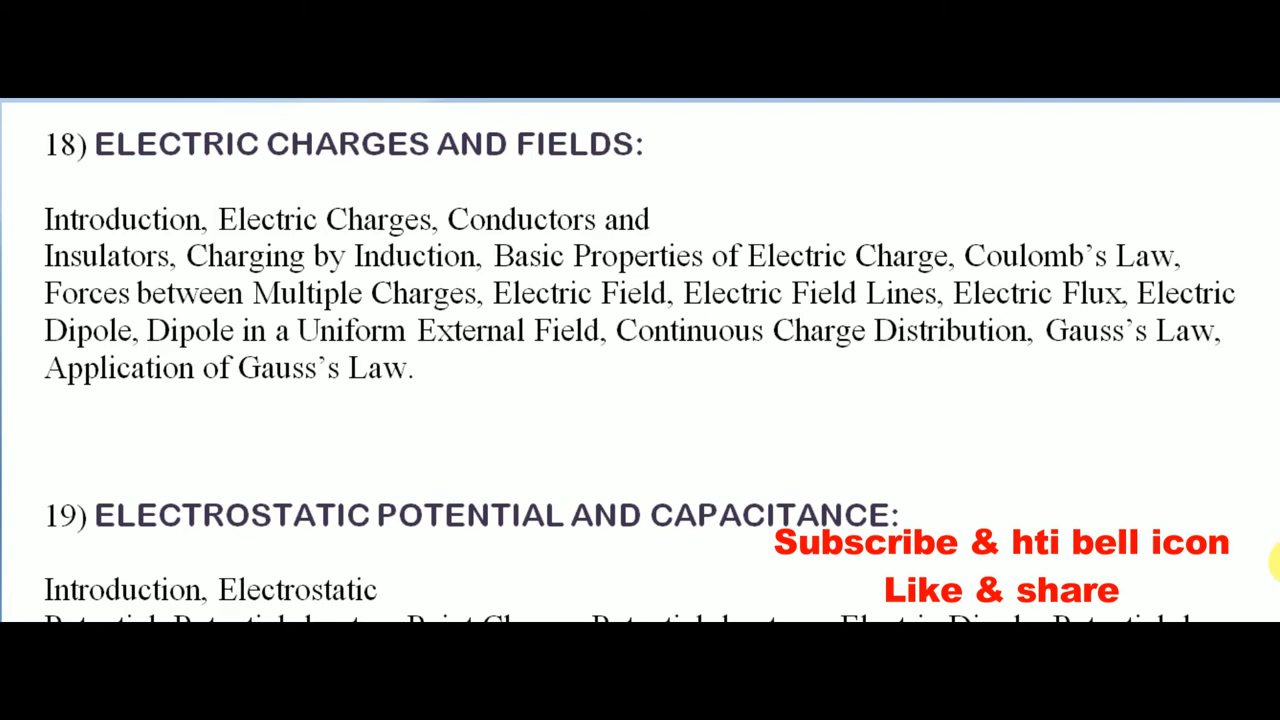 18) ELECTRIC CHARGES AND FIELDS:
Introduction, Electric Charges, Conductors and
Insulators, Charging by Induction, Basic Properties of Electric Charge, Coulomb’s Law,
Forces between Multiple Charges, Electric Field, Electric Field Lines, Electric Flux, Electric
Dipole, Dipole in a Uniform External Field, Continuous Charge Distribution, Gauss’s Law,
Application of Gauss’s Law.
19) ELECTROSTATIC POTENTIAL AND CAPACITANCE:
Subscribe & hti bell icon
Introduction, Electrostatic
Like & share